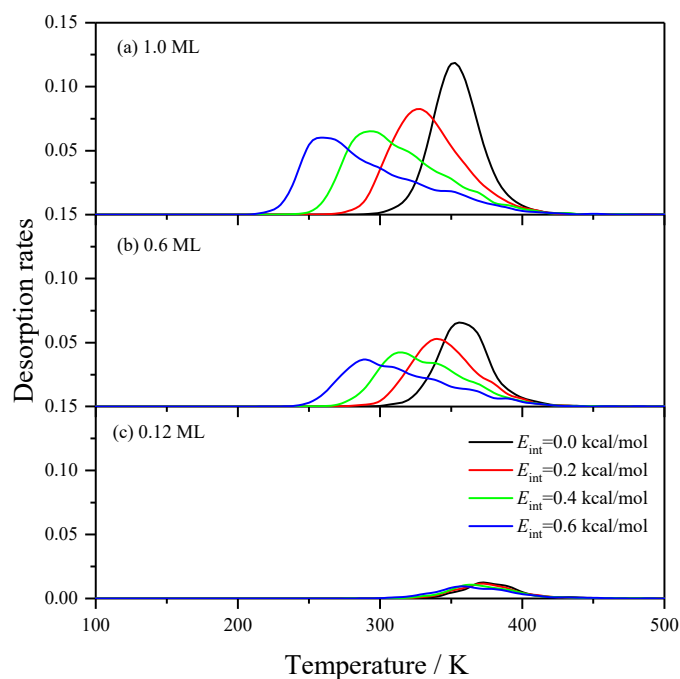 0.15
(a) 1.0 ML
0.10
0.05
0.15
(b) 0.6 ML
0.10
0.05
0.15
(c) 0.12 ML
0.10
0.05
0.00
Desorption rates
Eint=0.0 kcal/mol
Eint=0.2 kcal/mol
Eint=0.4 kcal/mol
Eint=0.6 kcal/mol
100 200 300 400 500
Temperature / K